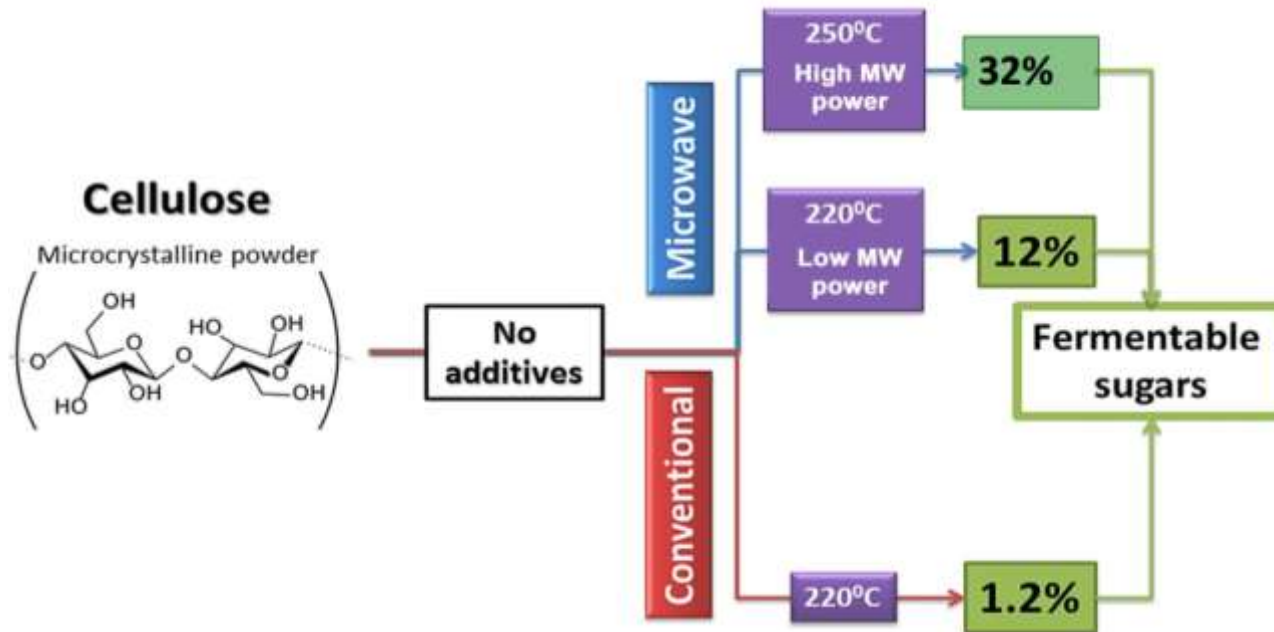 Cellulose
Microcrystalline powder
OH
HO
OH
O
O
O
O
HO
OH
OH
No
additives
Microwave
Conventional
250⁰C
High MW
power
32%
220⁰C
Low MW
power
12%
Fermentable
sugars
220⁰C
1.2%